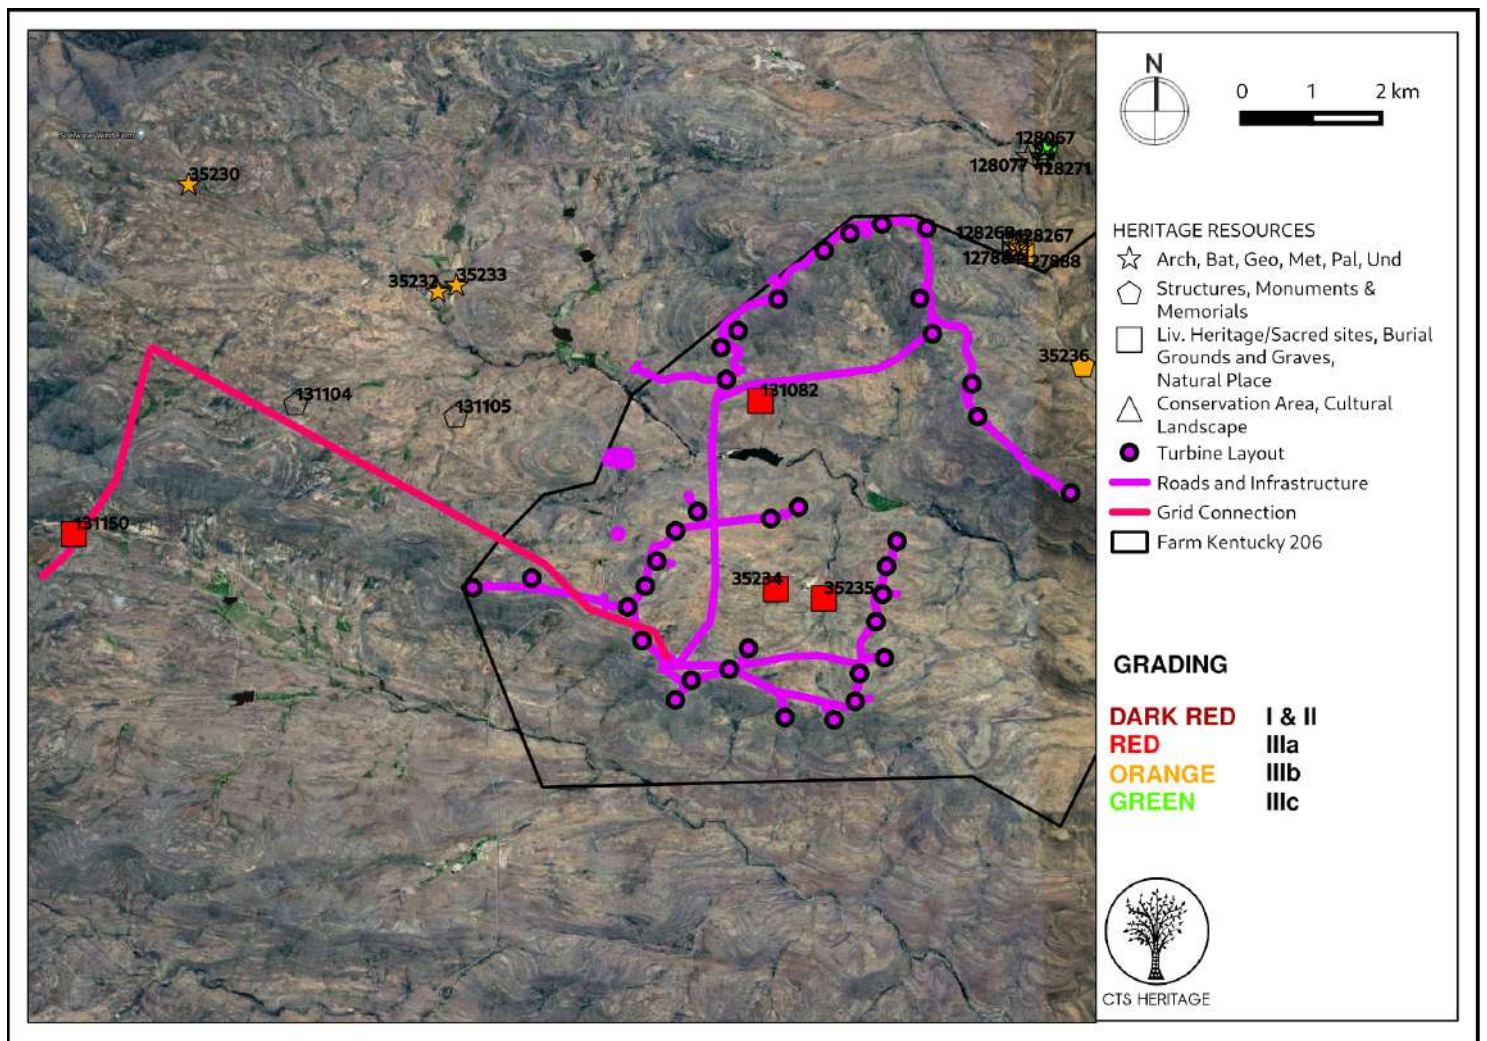 35230
35232
35233
131104
131105
131150
128067
128077
128271
128267
35236
131082
35234
35235
N
0 1 2 km
HERITAGE RESOURCES
Arch, Bat, Geo, Met, Pal, Und
Structures, Monuments &
Memorials
Liv. Heritage/Sacred sites, Burial
Grounds and Graves,
Natural Place
Conservation Area, Cultural
Landscape
Turbine Layout
Roads and Infrastructure
Grid Connection
Farm Kentucky 206
GRADING
DARK RED I & II
RED IIIa
ORANGE IIIb
GREEN IIIc
CTS HERITAGE